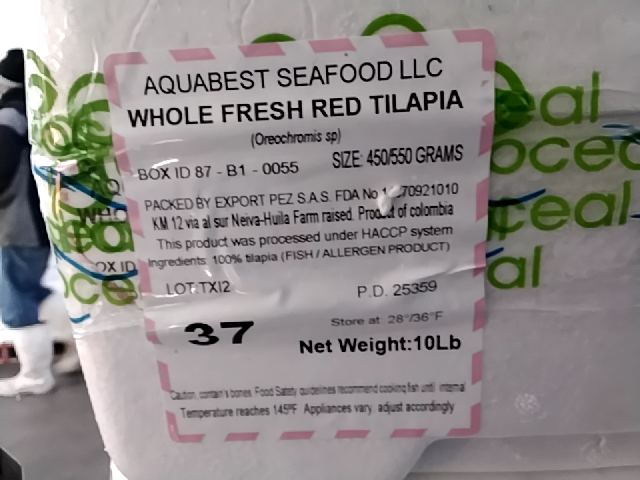 AQUABEST SEAFOOD LLC
WHOLE FRESH RED TILAPIA
(Oreochromis sp)
BOX ID 87 - B1 - 0055 SIZE: 450/550 GRAMS
PACKED BY EXPORT PEZ S.A.S. FDA No
KM 12 via al sur Neiva-Huila Farm raised. Product of colombia
This product was processed under HACCP system
Ingredients: 100% tilapia (FISH / ALLERGEN PRODUCT)
LOT:TXI2 P.D. 25359
37
Store at 28°/36°F
Net Weight:10Lb
Caution, contain's bones. Food Safety guidelines recommend cooking fish until internal
Temperature reaches 145ºF Appliances vary, adjust accordingly